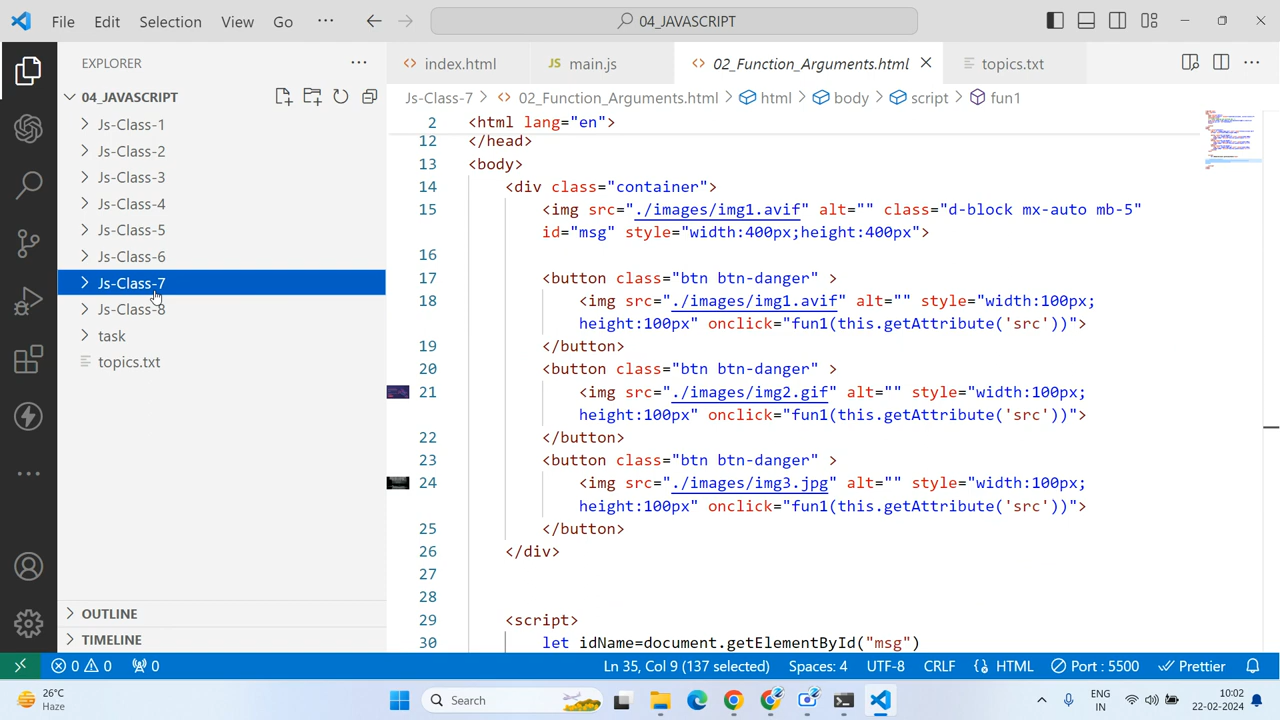 File Edit Selection View Go ··· 04_JAVASCRIPT
EXPLORER ···
index.html JS main.js 02_Function_Arguments.html topics.txt ···
04_JAVASCRIPT
Js-Class-1
Js-Class-2
Js-Class-3
Js-Class-4
Js-Class-5
Js-Class-6
Js-Class-7
Js-Class-8
task
topics.txt
OUTLINE
TIMELINE
Js-Class-7 > 02_Function_Arguments.html > html > body > script > fun1
2 <html lang="en">
12 </head>
13 <body>
14 <div class="container">
15 <img src="./images/img1.avif" alt="" class="d-block mx-auto mb-5"
id="msg" style="width:400px;height:400px">
16
17 <button class="btn btn-danger" >
18 <img src="./images/img1.avif" alt="" style="width:100px;
height:100px" onclick="fun1(this.getAttribute('src'))">
19 </button>
20 <button class="btn btn-danger" >
21 <img src="./images/img2.gif" alt="" style="width:100px;
height:100px" onclick="fun1(this.getAttribute('src'))">
22 </button>
23 <button class="btn btn-danger" >
24 <img src="./images/img3.jpg" alt="" style="width:100px;
height:100px" onclick="fun1(this.getAttribute('src'))">
25 </button>
26 </div>
27
28
29 <script>
30 let idName=document.getElementById("msg")
0 0 0 Ln 35, Col 9 (137 selected) Spaces: 4 UTF-8 CRLF HTML Port : 5500 Prettier
26°C
Haze
Search
ENG
IN
10:02
22-02-2024